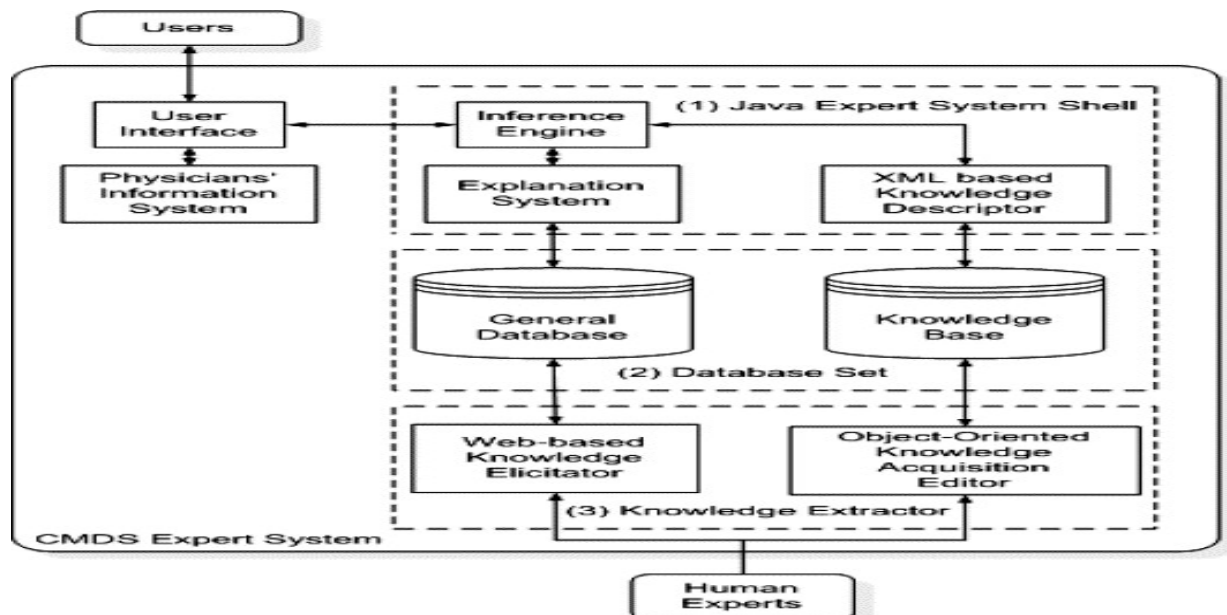 Users
User
Interface
Physicians'
Information
System
(1) Java Expert System Shell
Inference
Engine
Explanation
System
XML based
Knowledge
Descriptor
General
Database
Knowledge
Base
(2) Database Set
Web-based
Knowledge
Elicitator
Object-Oriented
Knowledge
Acquisition
Editor
(3) Knowledge Extractor
CMDS Expert System
Human
Experts